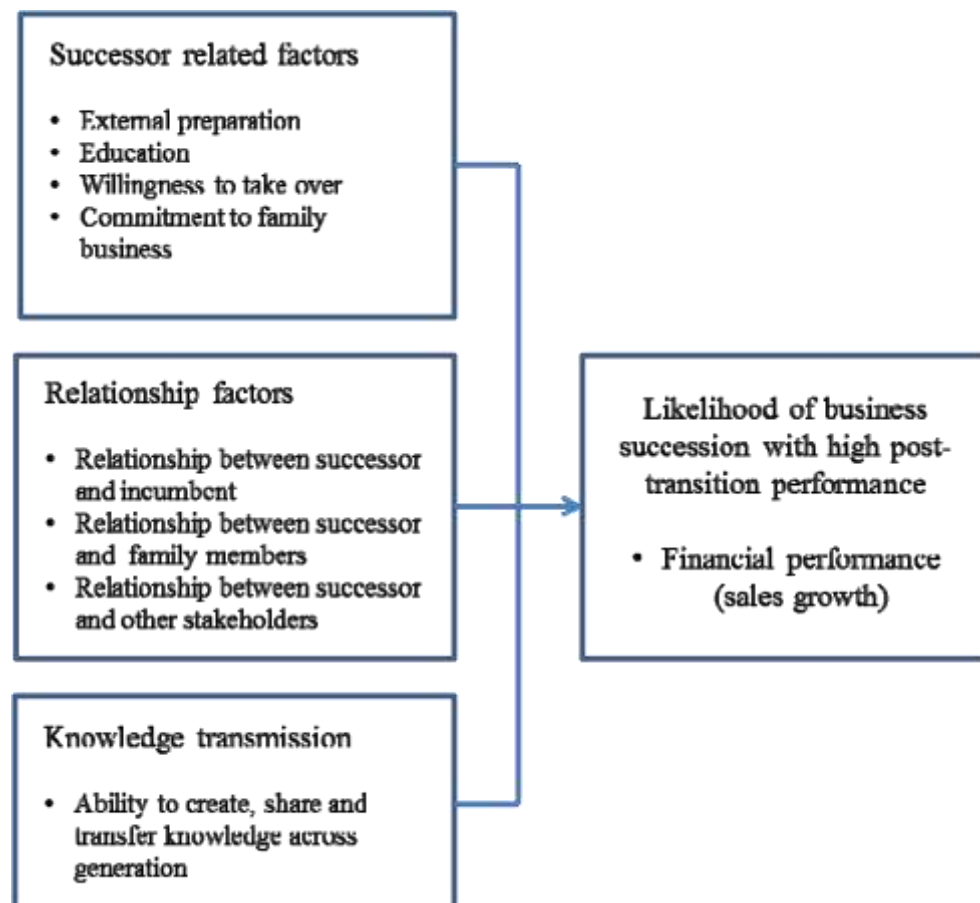 Successor related factors
• External preparation
• Education
• Willingness to take over
• Commitment to family
business
Relationship factors
• Relationship between successor
and incumbent
• Relationship between successor
and family members
• Relationship between successor
and other stakeholders
Knowledge transmission
• Ability to create, share and
transfer knowledge across
generation
Likelihood of business
succession with high post-
transition performance
• Financial performance
(sales growth)